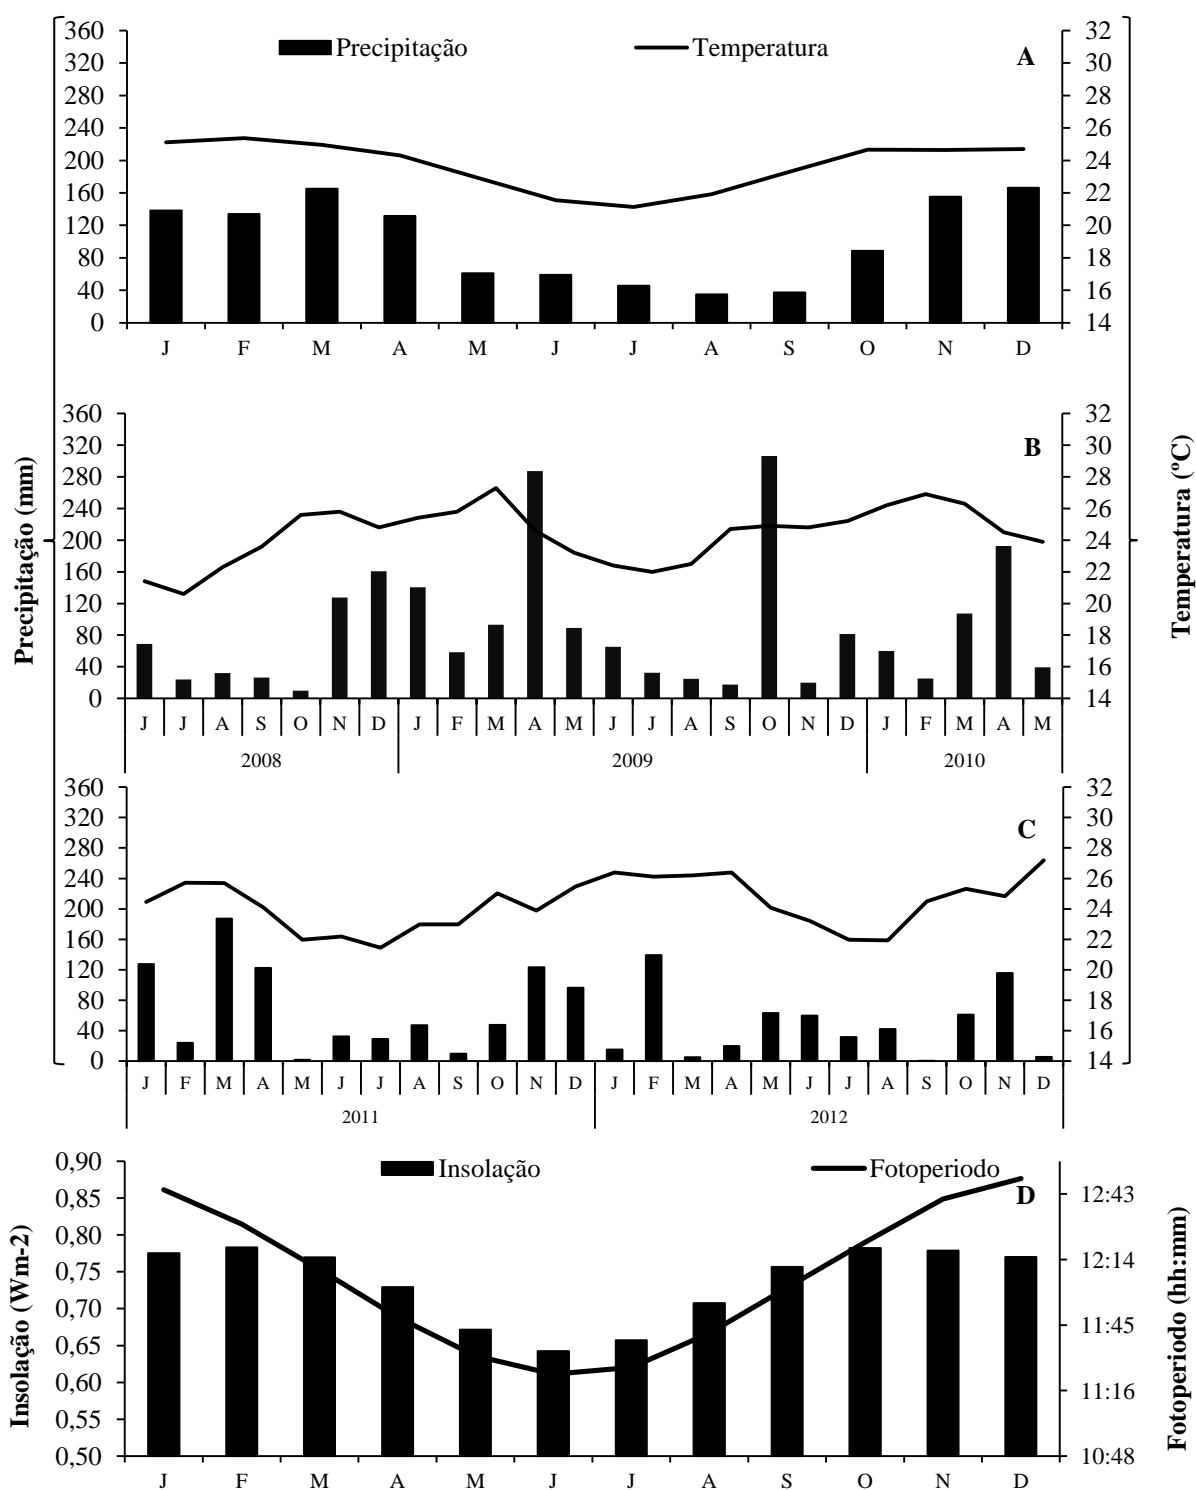 Precipitação Temperatura A
360 32
320 30
280 28
240 26
200 24
160 22
120 20
80 18
40 16
0 14
J F M A M J J A S O N D
Precipitação (mm)
Temperatura (ºC)
B
360 32
320 30
280 28
240 26
200 24
160 22
120 20
80 18
40 16
0 14
J J A S O N D J F M A M J J A S O N D J F M A M
2008 2009 2010
C
360 32
320 30
280 28
240 26
200 24
160 22
120 20
80 18
40 16
0 14
J F M A M J J A S O N D J F M A M J J A S O N D
2011 2012
Insolação Fotoperiodo
D
Insolação (Wm-2)
Fotoperiodo (hh:mm)
0,90
0,85 12:43
0,80
0,75 12:14
0,70
0,65 11:45
0,60
0,55 11:16
0,50 10:48
J F M A M J J A S O N D